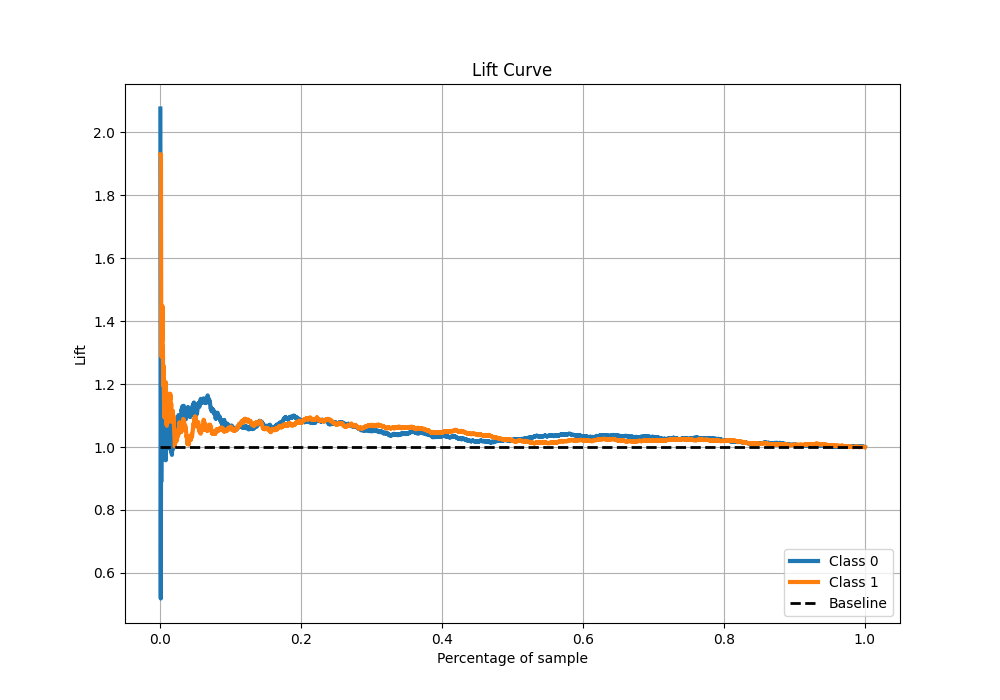 Lift Curve
Lift
2.0
1.8
1.6
1.4
1.2
1.0
0.8
0.6
0.0 0.2 0.4 0.6 0.8 1.0
Percentage of sample
Class 0
Class 1
Baseline